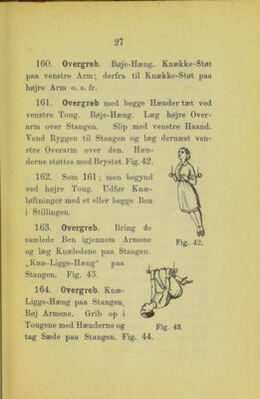 27
160. Overgreb. Bøje-Hæng. Knække-Støt
paa venstre Arm; derfra til Knække-Støt paa
højre Arm o. s. fr.
161. Overgreb med begge Hænder tæt ved
venstre Toug. Bøje-Hæng. Læg højre Over-
arm over Stangen. Slip med venstre Haand.
Vend Ryggen til Stangen og læg dernæst ven-
stre Overarm over den. Hæn-
derne støttes mod Brystet. Fig. 42.
162. Som 161; men begynd
ved højre Toug. Udfør Knæ-
løftninger med et eller begge Ben
i Stillingen.
163. Overgreb. Bring de
samlede Ben igjennem Armene
og læg Knæledene paa Stangen.
„Knæ-Ligge-Hæng" paa
Stangen. Fig. 43.
Fig. 42.
164. Overgreb. Knæ-
Ligge-Hæng paa Stangen.
Bøj Armene. Grib op i
Tougene med Hænderne og
tag Sæde paa Stangen. Fig. 44.
Fig. 43.